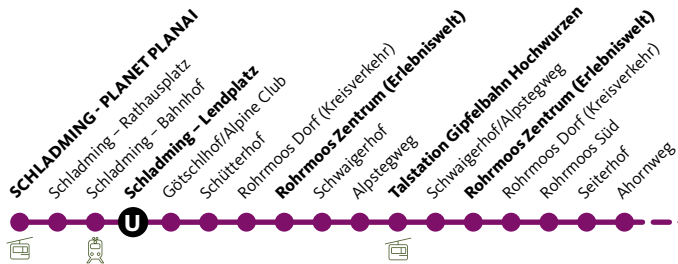 SCHLADMING - PLANET PLANAI
Schladming – Rathausplatz
Schladming – Bahnhof
Schladming – Lendplatz
Götschlhof/Alpine Club
Schütterhof
Rohrmoos Dorf (Kreisverkehr)
Rohrmoos Zentrum (Erlebniswelt)
Schwaigerhof
Alpstegweg
Talstation Gipfelbahn Hochwurzen
Schwaigerhof/Alpstegweg
Rohrmoos Zentrum (Erlebniswelt)
Rohrmoos Dorf (Kreisverkehr)
Rohrmoos Süd
Seiterhof
Ahornweg
U